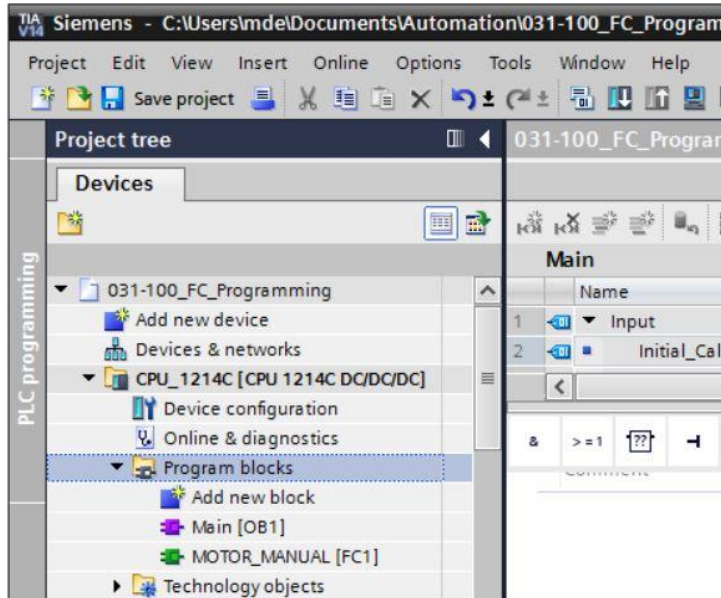 TIA V14 Siemens - C:\Users\mde\Documents\Automation\031-100_FC_Program
Project Edit View Insert Online Options Tools Window Help
Save project
Project tree
031-100_FC_Progra
Devices
PLC programming
Main
Name
031-100_FC_Programming
Add new device
1 Input
Devices & networks
2 Initial_Cal
CPU_1214C [CPU 1214C DC/DC/DC]
Device configuration
Online & diagnostics
& >=1 ??
Program blocks
Add new block
Main [OB1]
MOTOR_MANUAL [FC1]
Technology objects